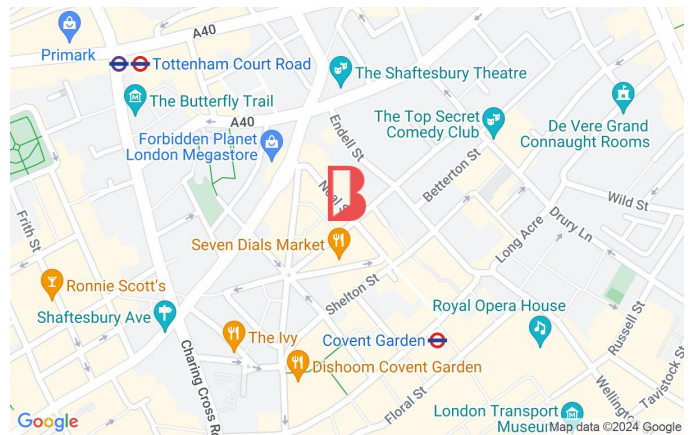 A40
Primark
Tottenham Court Road
The Shaftesbury Theatre
The Butterfly Trail
A40
Endell St
The Top Secret
Comedy Club
De Vere Grand
Connaught Rooms
Forbidden Planet
London Megastore
Betterton St
Neal St
B
Wild St
Drury Ln
Long Acre
Frith St
Seven Dials Market
Ronnie Scott's
Shelton St
Royal Opera House
Shaftesbury Ave
The Ivy
Covent Garden
Russell St
Charing Cross R
Dishoom Covent Garden
Floral St
Wellington
Tavistock St
London Transport
Museum
Google
Map data ©2024 Google